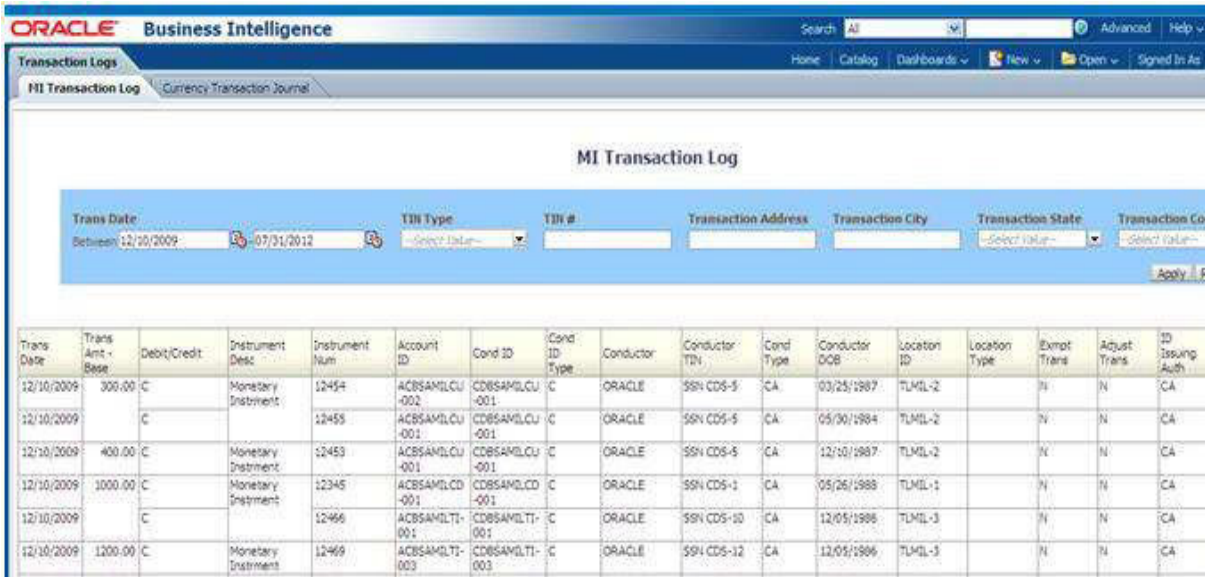 ORACLE Business Intelligence Search All Advanced Help
Transaction Logs Home Catalog Dashboards New Open Signed In As
MI Transaction Log Currency Transaction Journal
MI Transaction Log
Trans Date TIN Type TIN # Transaction Address Transaction City Transaction State Transaction Co
Between 12/10/2009 - 07/31/2012 --Select Value-- --Select Value-- --Select Value--
Apply R
Trans Date Trans Amt - Base Debit/Credit Instrument Desc Instrument Num Account ID Cond ID Cond ID Type Conductor Conductor TIN Cond Type Conductor DOB Location ID Location Type Exmpt Trans Adjust Trans ID Issuing Auth
12/10/2009 300.00 C Monetary Instrment 12454 ACBSAMILCU-002 CDBSAMILCU-001 C ORACLE SSN CDS-5 CA 03/25/1987 TLMIL-2 N N CA
12/10/2009 C 12455 ACBSAMILCU-001 CDBSAMILCU-001 C ORACLE SSN CDS-5 CA 05/30/1984 TLMIL-2 N N CA
12/10/2009 400.00 C Monetary Instrment 12453 ACBSAMILCU-001 CDBSAMILCU-001 C ORACLE SSN CDS-5 CA 12/10/1987 TLMIL-2 N N CA
12/10/2009 1000.00 C Monetary Instrment 12345 ACBSAMILCD-001 CDBSAMILCD-001 C ORACLE SSN CDS-1 CA 05/26/1988 TLMIL-1 N N CA
12/10/2009 C 12466 ACBSAMILTI-001 CDBSAMILTI-001 C ORACLE SSN CDS-10 CA 12/05/1986 TLMIL-3 N N CA
12/10/2009 1200.00 C Monetary Instrment 12469 ACBSAMILTI-003 CDBSAMILTI-003 C ORACLE SSN CDS-12 CA 12/05/1986 TLMIL-3 N N CA